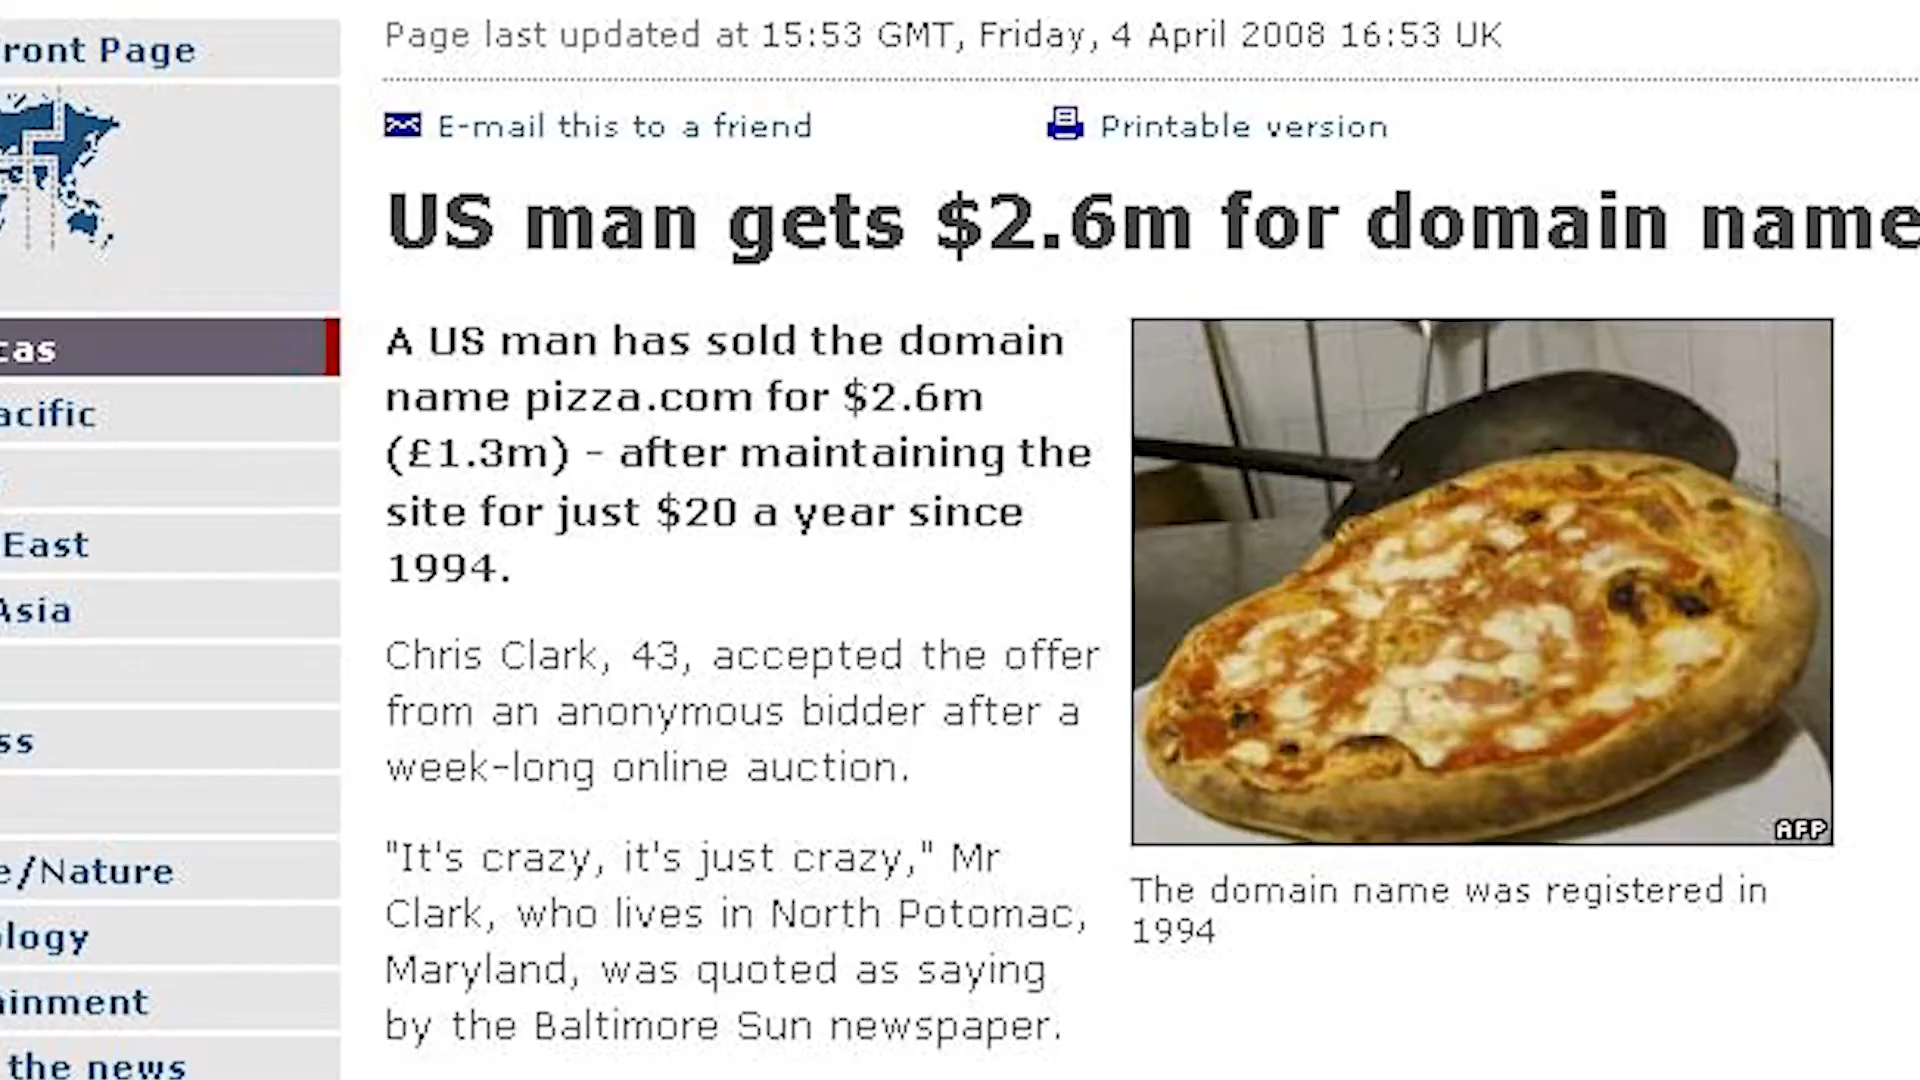 Front Page
Page last updated at 15:53 GMT, Friday, 4 April 2008 16:53 UK
E-mail this to a friend
Printable version
US man gets $2.6m for domain name
cas
acific
East
Asia
ss
e/Nature
ology
ainment
the news
A US man has sold the domain
name pizza.com for $2.6m
(£1.3m) - after maintaining the
site for just $20 a year since
1994.
Chris Clark, 43, accepted the offer
from an anonymous bidder after a
week-long online auction.
"It's crazy, it's just crazy," Mr
Clark, who lives in North Potomac,
Maryland, was quoted as saying
by the Baltimore Sun newspaper.
AFP
The domain name was registered in
1994